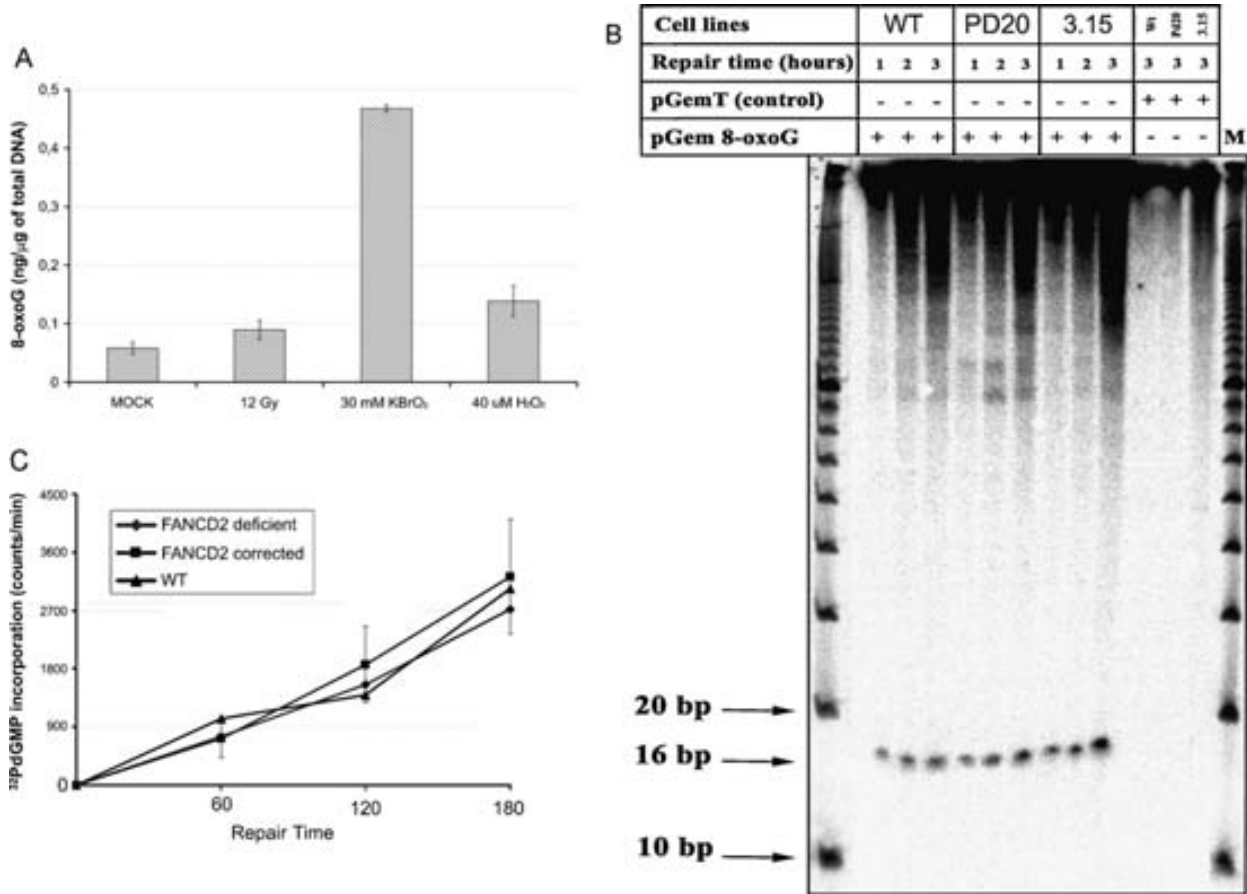 A
8-oxoG (ng/µg of total DNA)
0,5
0,4
0,3
0,2
0,1
0
MOCK
12 Gy
30 mM KBrO₃
40 uM H₂O₂
B
Cell lines WT PD20 3.15 Wt Pd20 3.15
Repair time (hours) 1 2 3 1 2 3 1 2 3 3 3 3
pGemT (control) - - - - - - - - - + + +
pGem 8-oxoG + + + + + + + + + - - - M
20 bp
16 bp
10 bp
C
³²PdGMP incorporation (counts/min)
4500
3600
2700
1800
900
0
FANCD2 deficient
FANCD2 corrected
WT
60
120
180
Repair Time